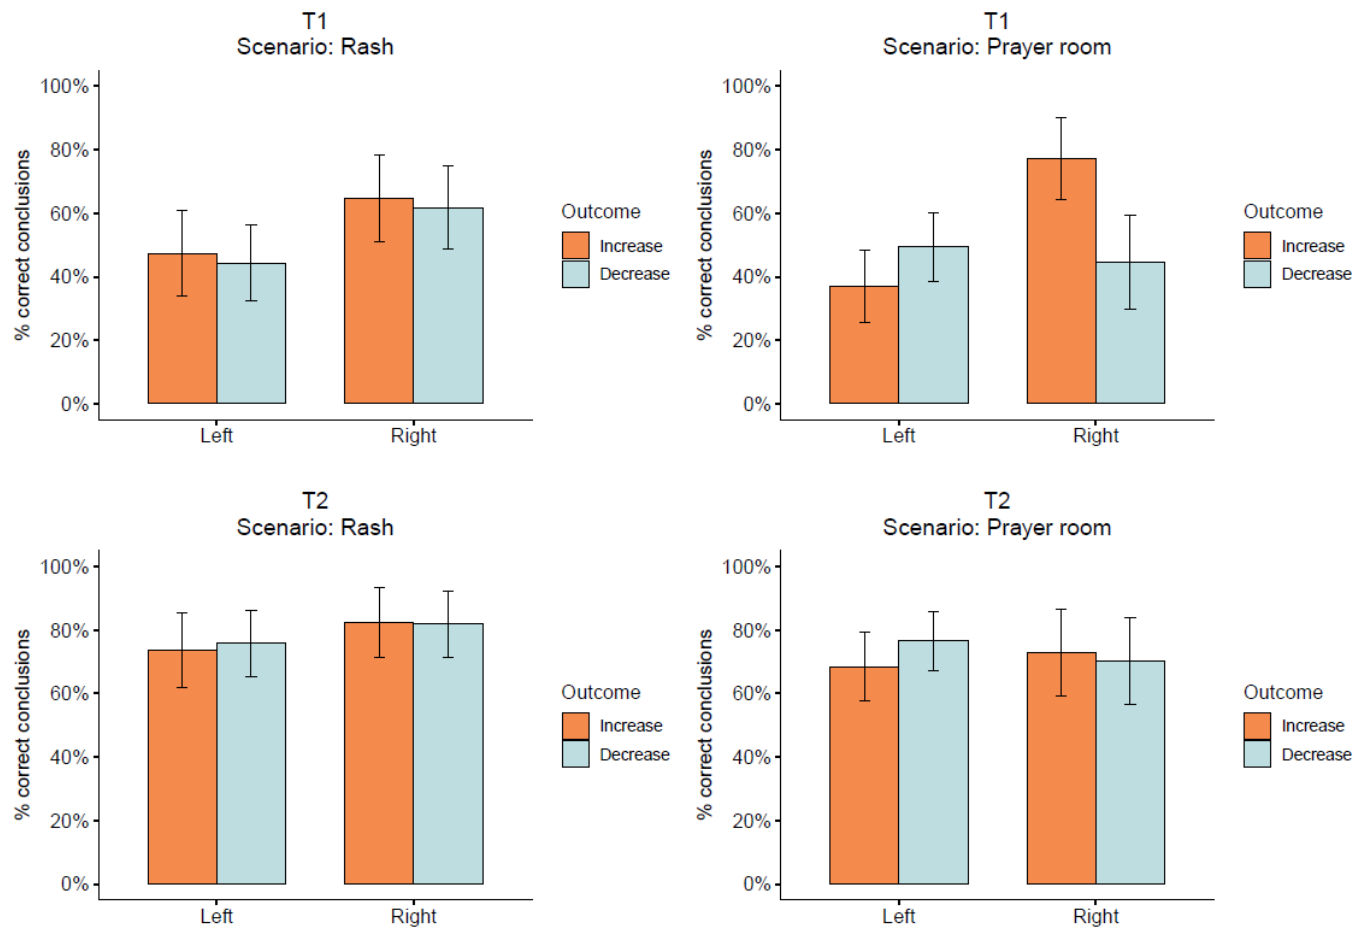 T1
Scenario: Rash
% correct conclusions
100%
80%
60%
40%
20%
0%
Left
Right
Outcome
Increase
Decrease
T1
Scenario: Prayer room
% correct conclusions
100%
80%
60%
40%
20%
0%
Left
Right
Outcome
Increase
Decrease
T2
Scenario: Rash
% correct conclusions
100%
80%
60%
40%
20%
0%
Left
Right
Outcome
Increase
Decrease
T2
Scenario: Prayer room
% correct conclusions
100%
80%
60%
40%
20%
0%
Left
Right
Outcome
Increase
Decrease